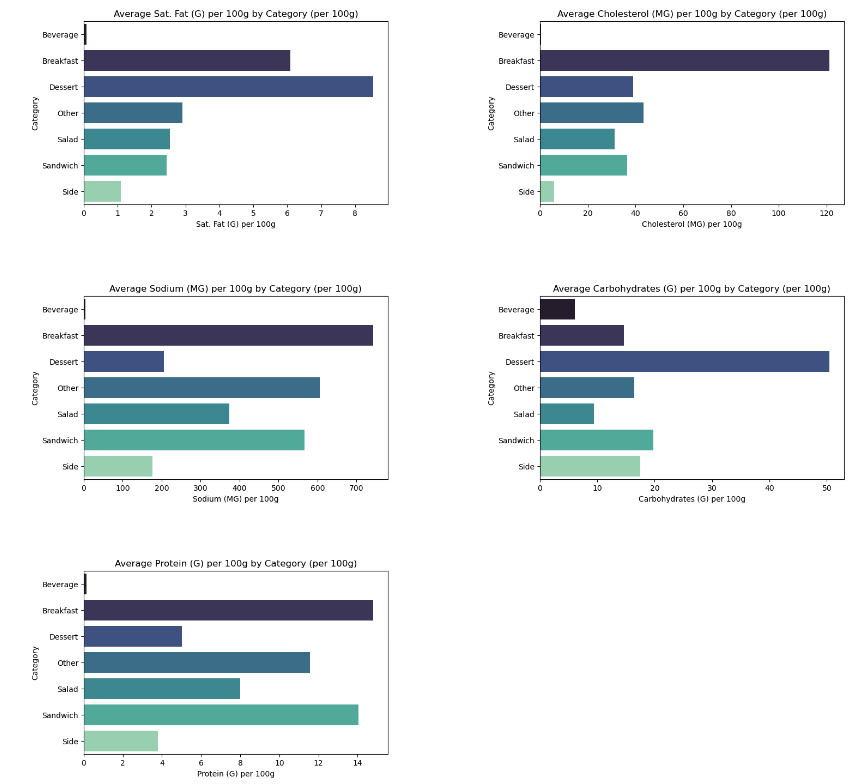 Average Sat. Fat (G) per 100g by Category (per 100g)
Category
Beverage
Breakfast
Dessert
Other
Salad
Sandwich
Side
0 1 2 3 4 5 6 7 8
Sat. Fat (G) per 100g
Average Cholesterol (MG) per 100g by Category (per 100g)
Category
Beverage
Breakfast
Dessert
Other
Salad
Sandwich
Side
0 20 40 60 80 100 120
Cholesterol (MG) per 100g
Average Sodium (MG) per 100g by Category (per 100g)
Category
Beverage
Breakfast
Dessert
Other
Salad
Sandwich
Side
0 100 200 300 400 500 600 700
Sodium (MG) per 100g
Average Carbohydrates (G) per 100g by Category (per 100g)
Category
Beverage
Breakfast
Dessert
Other
Salad
Sandwich
Side
0 10 20 30 40 50
Carbohydrates (G) per 100g
Average Protein (G) per 100g by Category (per 100g)
Category
Beverage
Breakfast
Dessert
Other
Salad
Sandwich
Side
0 2 4 6 8 10 12 14
Protein (G) per 100g